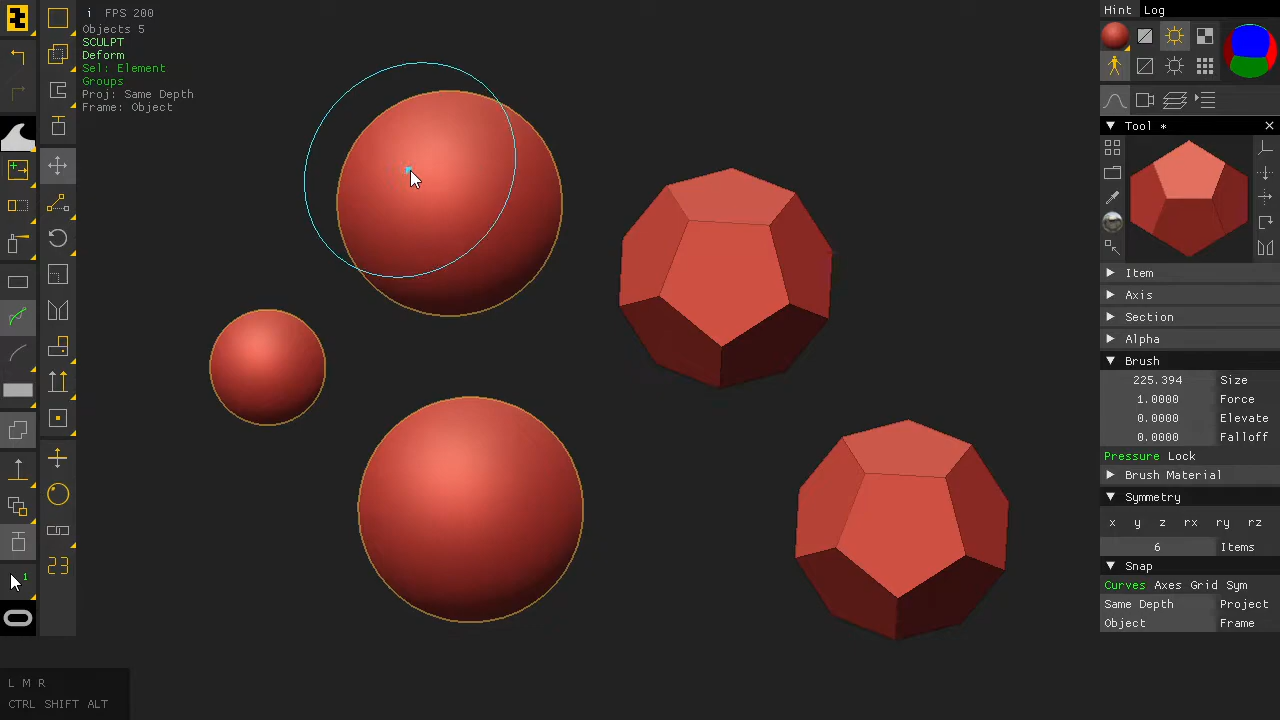 i FPS 200
Objects 5
SCULPT
Deform
Sel: Element
Groups
Proj: Same Depth
Frame: Object
1
L M R
CTRL SHIFT ALT
Hint Log
Tool *
Item
Axis
Section
Alpha
Brush
225.394 Size
1.0000 Force
0.0000 Elevate
0.0000 Falloff
Pressure Lock
Brush Material
Symmetry
x y z rx ry rz
6 Items
Snap
Curves Axes Grid Sym
Same Depth Project
Object Frame